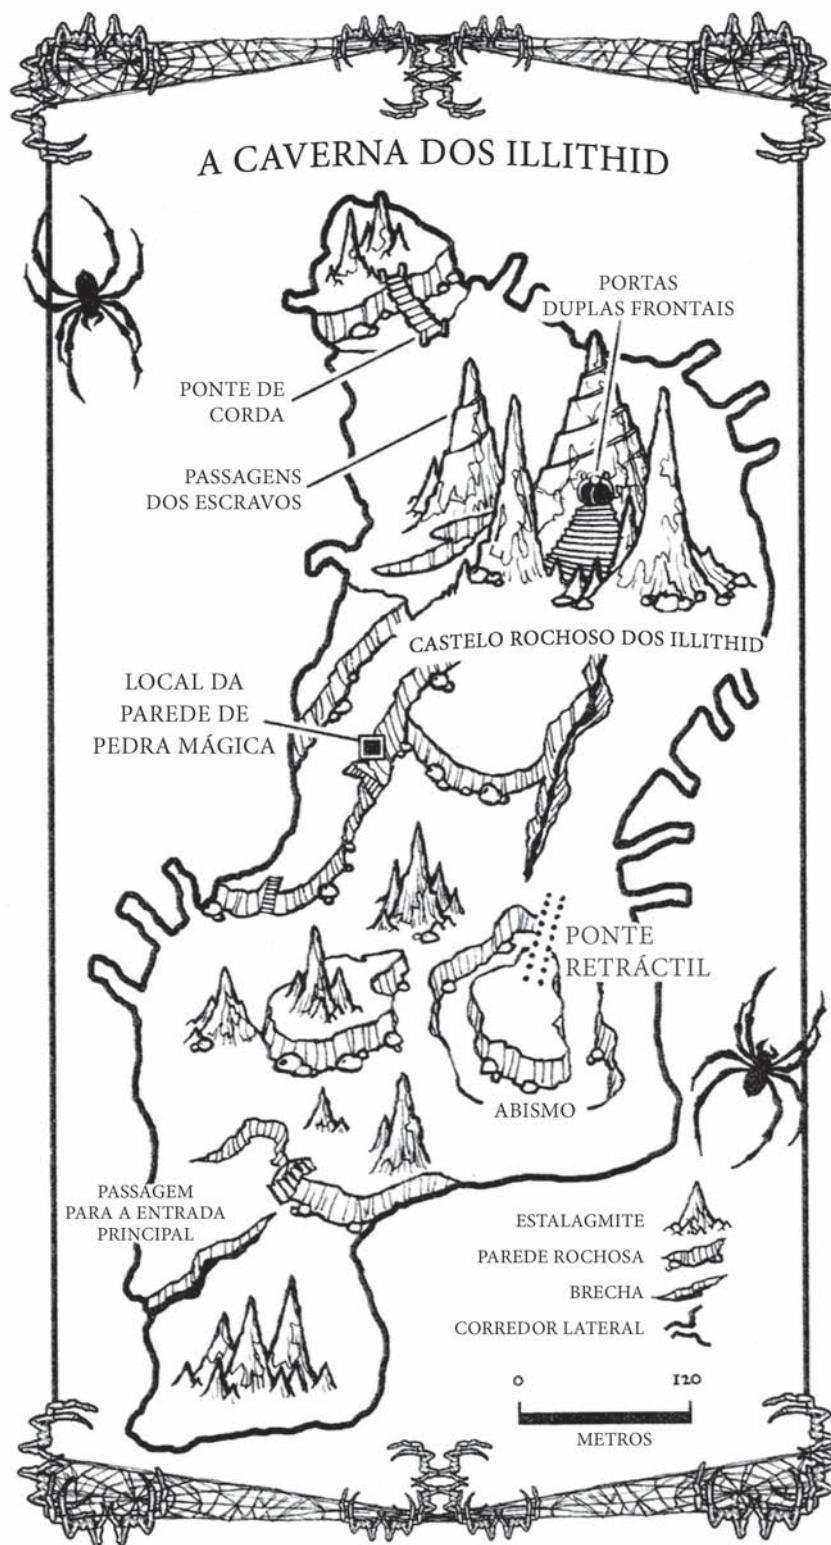 A CAVERNA DOS ILLITHID
PORTAS
DUPLAS FRONTAIS
PONTE DE
CORDA
PASSAGENS
DOS ESCRAVOS
CASTELO ROCHOSO DOS ILLITHID
LOCAL DA
PAREDE DE
PEDRA MÁGICA
PONTE
RETRÁCTIL
ABISMO
PASSAGEM
PARA A ENTRADA
PRINCIPAL
ESTALAGMITE
PAREDE ROCHOSA
BRECHA
CORREDOR LATERAL
0 120
METROS